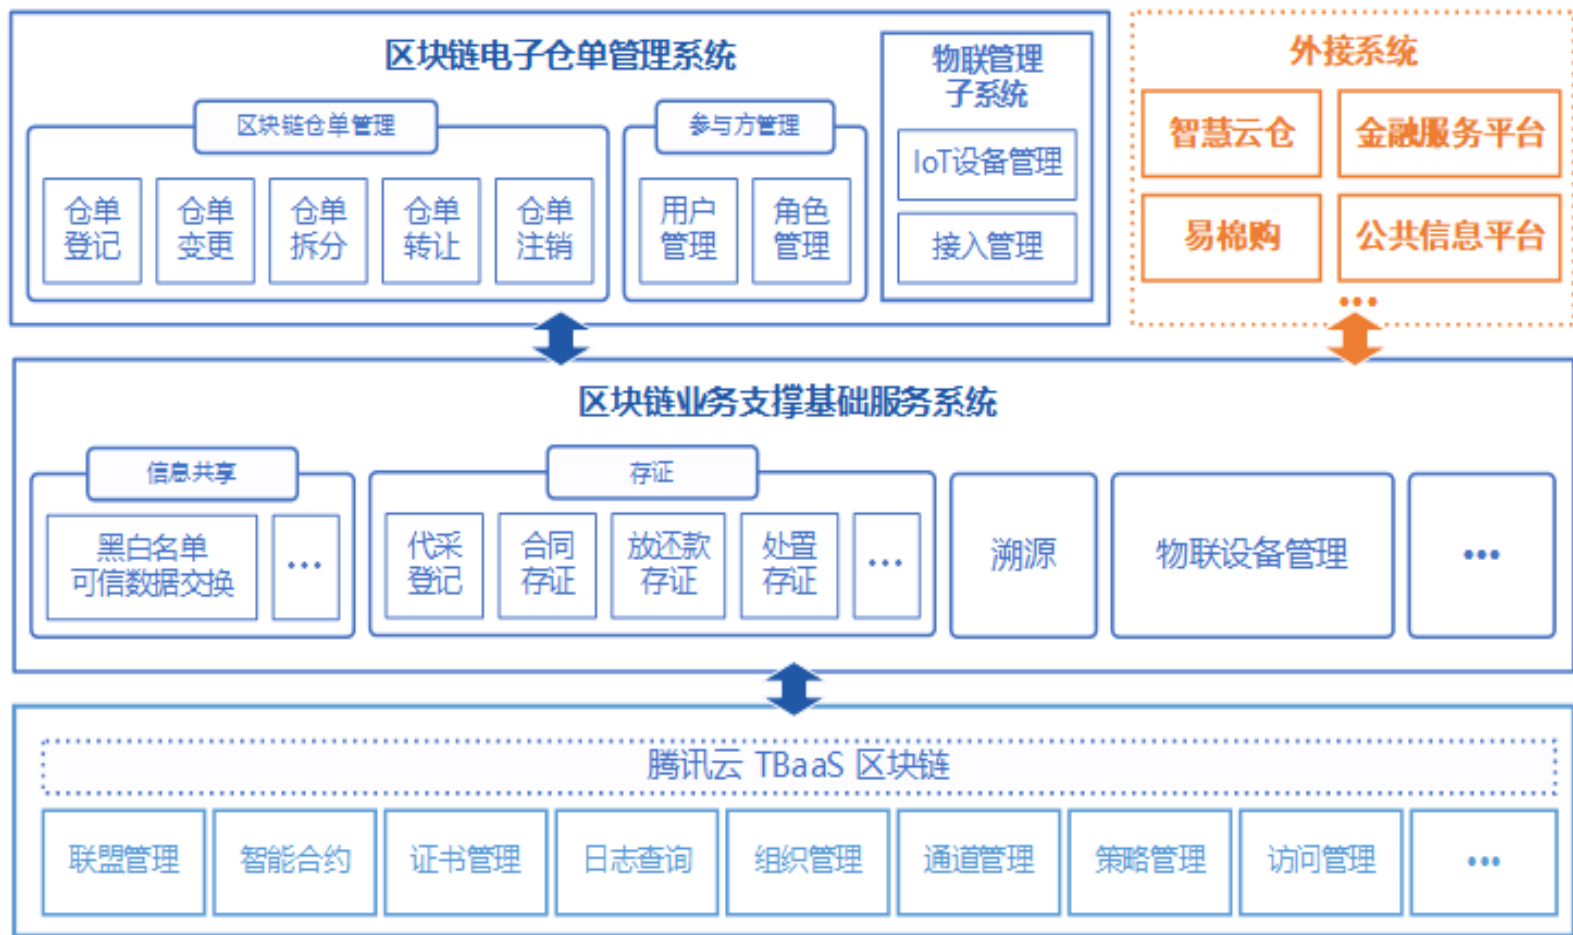 区块链电子仓单管理系统
区块链仓单管理
仓单
登记
仓单
变更
仓单
拆分
仓单
转让
仓单
注销
参与方管理
用户
管理
角色
管理
物联管理
子系统
IoT设备管理
接入管理
外接系统
智慧云仓
金融服务平台
易棉购
公共信息平台
...
区块链业务支撑基础服务系统
信息共享
黑白名单
可信数据交换
...
存证
代采
登记
合同
存证
放还款
存证
处置
存证
...
溯源
物联设备管理
...
腾讯云 TBaaS 区块链
联盟管理
智能合约
证书管理
日志查询
组织管理
通道管理
策略管理
访问管理
...